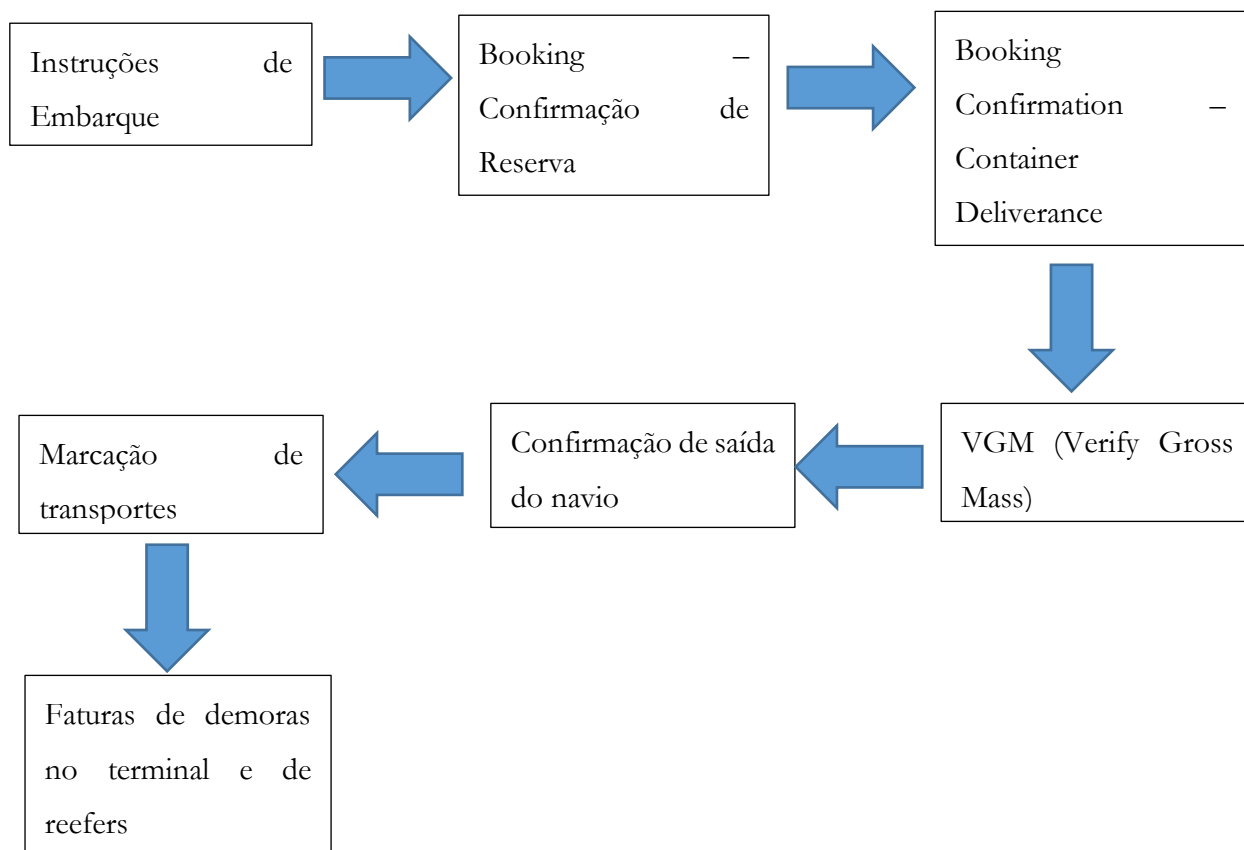 Instruções de
Embarque
Booking –
Confirmação de
Reserva
Booking
Confirmation –
Container
Deliverance
VGM (Verify Gross
Mass)
Confirmação de saída
do navio
Marcação de
transportes
Faturas de demoras
no terminal e de
reefers